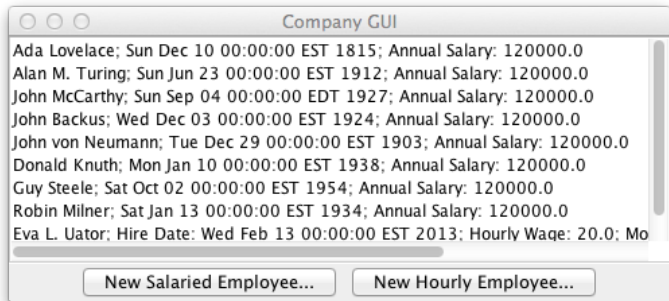 Company GUI
Ada Lovelace; Sun Dec 10 00:00:00 EST 1815; Annual Salary: 120000.0
Alan M. Turing; Sun Jun 23 00:00:00 EST 1912; Annual Salary: 120000.0
John McCarthy; Sun Sep 04 00:00:00 EDT 1927; Annual Salary: 120000.0
John Backus; Wed Dec 03 00:00:00 EST 1924; Annual Salary: 120000.0
John von Neumann; Tue Dec 29 00:00:00 EST 1903; Annual Salary: 120000.0
Donald Knuth; Mon Jan 10 00:00:00 EST 1938; Annual Salary: 120000.0
Guy Steele; Sat Oct 02 00:00:00 EST 1954; Annual Salary: 120000.0
Robin Milner; Sat Jan 13 00:00:00 EST 1934; Annual Salary: 120000.0
Eva L. Uator; Hire Date: Wed Feb 13 00:00:00 EST 2013; Hourly Wage: 20.0; Mo
New Salaried Employee... New Hourly Employee...